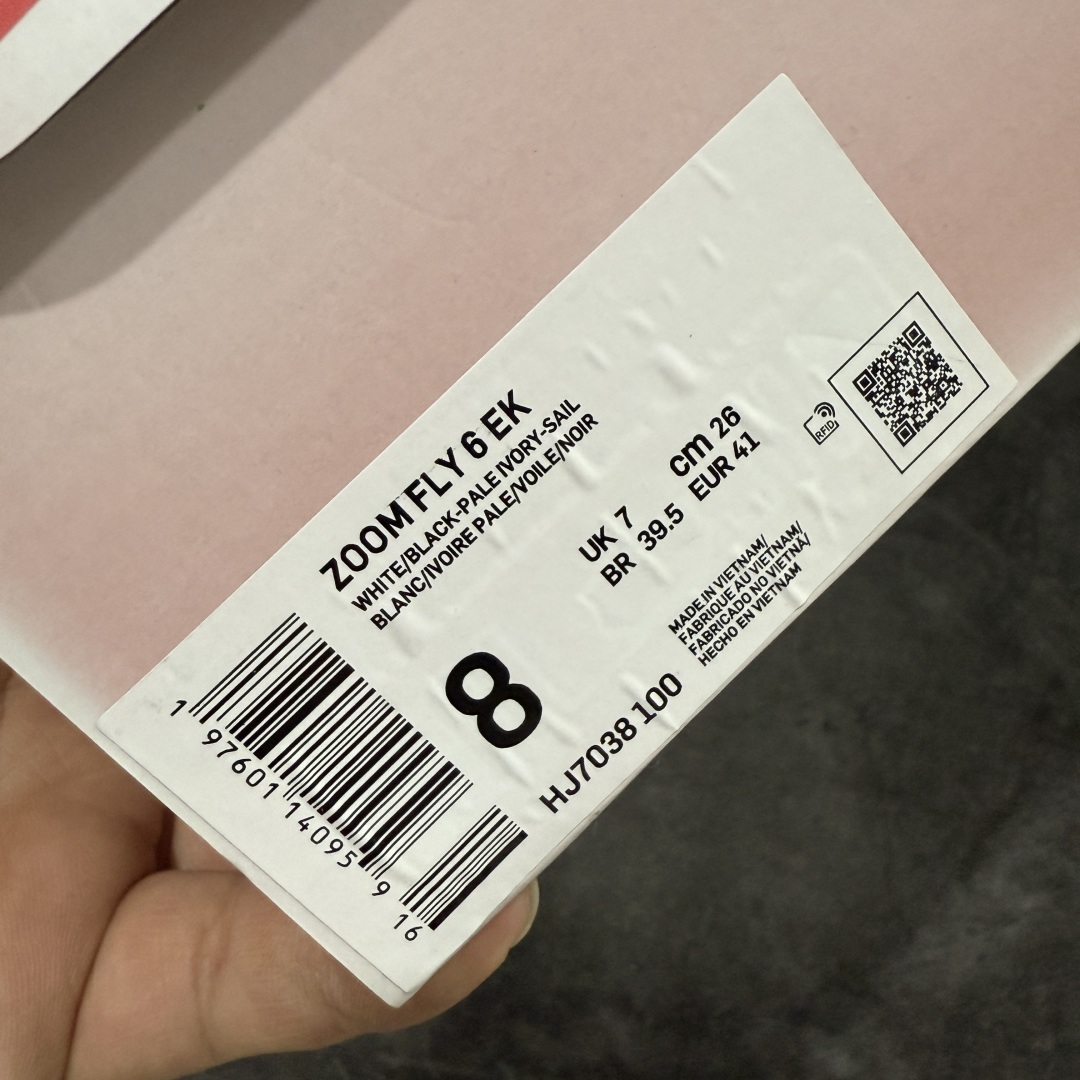 ZOOM FLY 6 EK
WHITE/BLACK-PALE IVORY-SAIL
BLANC/IVOIRE PALE/VOILE/NOIR
8
UK 7 cm 26
BR 39.5 EUR 41
RFID
HJ7038 100
MADE IN VIETNAM/
FABRIQUE AU VIETNAM/
FABRICADO NO VIETNÃ/
HECHO EN VIETNAM
1 97601 14095 9 16